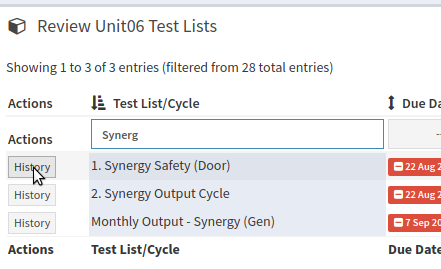 Review Unit06 Test Lists
Showing 1 to 3 of 3 entries (filtered from 28 total entries)
Actions Test List/Cycle Due Da
Actions Synerg --
History 1. Synergy Safety (Door) 22 Aug 2
History 2. Synergy Output Cycle 22 Aug 2
History Monthly Output - Synergy (Gen) 7 Sep 20
Actions Test List/Cycle Due Date